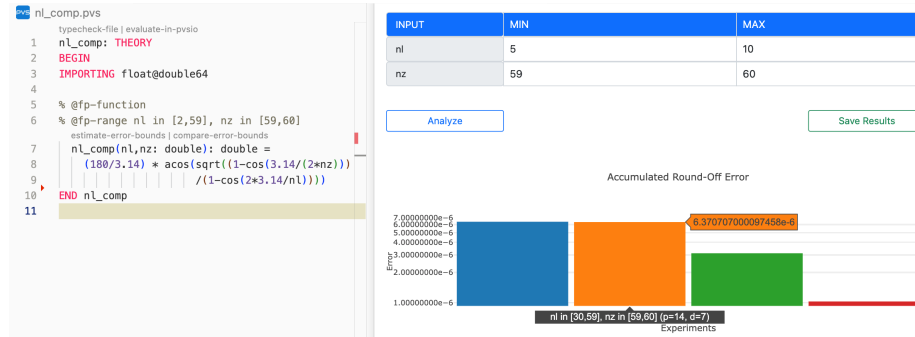 PVS nl_comp.pvs
typecheck-file | evaluate-in-pvsio
1 nl_comp: THEORY
2 BEGIN
3 IMPORTING float@double64
4
5 % @fp-function
6 % @fp-range nl in [2,59], nz in [59,60]
estimate-error-bounds | compare-error-bounds
7 nl_comp(nl,nz: double): double =
8 (180/3.14) * acos(sqrt((1-cos(3.14/(2*nz)))
9 /(1-cos(2*3.14/nl))))
10 END nl_comp
11
INPUT MIN MAX
nl 5 10
nz 59 60
Analyze Save Results
Accumulated Round-Off Error
7.00000000e-6
6.00000000e-6
6.370707000097458e-6
5.00000000e-6
4.00000000e-6
3.00000000e-6
2.00000000e-6
1.00000000e-6
Error
nl in [30,59], nz in [59,60] (p=14, d=7)
Experiments